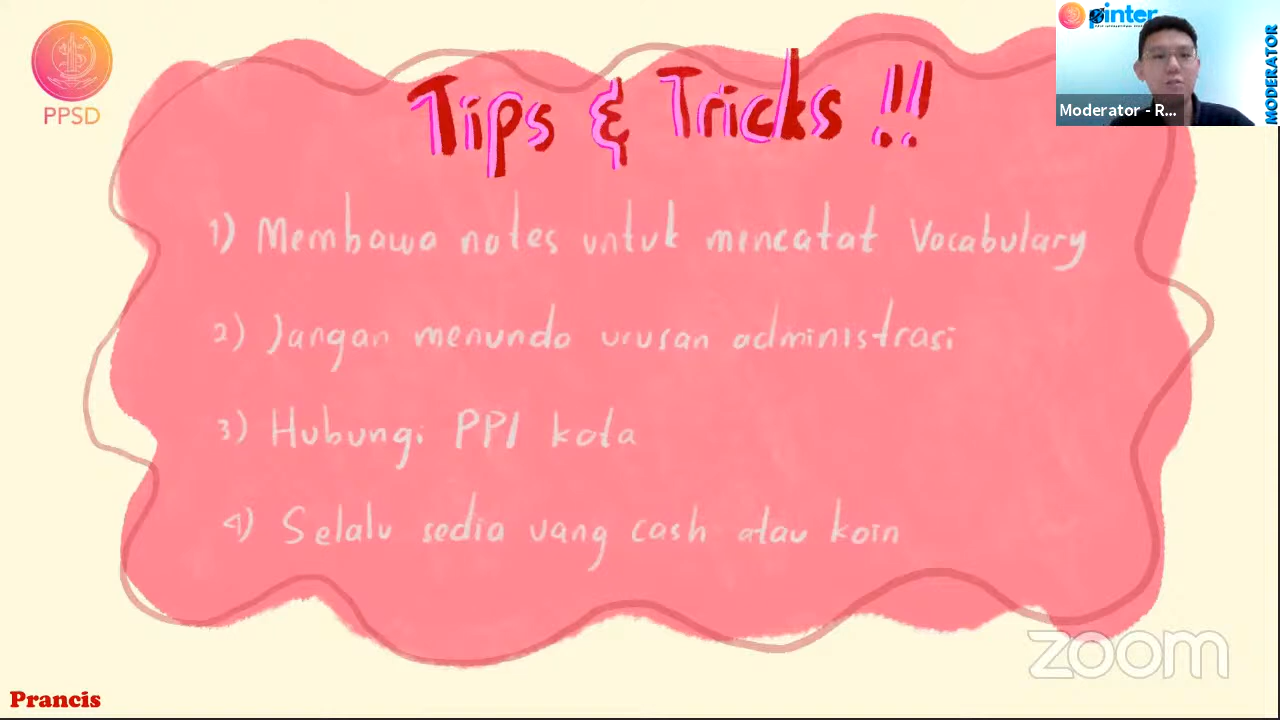 PPSD
Tips & Tricks !!
1) Membawa notes untuk mencatat Vocabulary
2) Jangan menunda urusan administrasi
3) Hubungi PPI kota
4) Selalu sedia uang cash atau koin
pinter
Moderator - R...
MODERATOR
zoom
Prancis